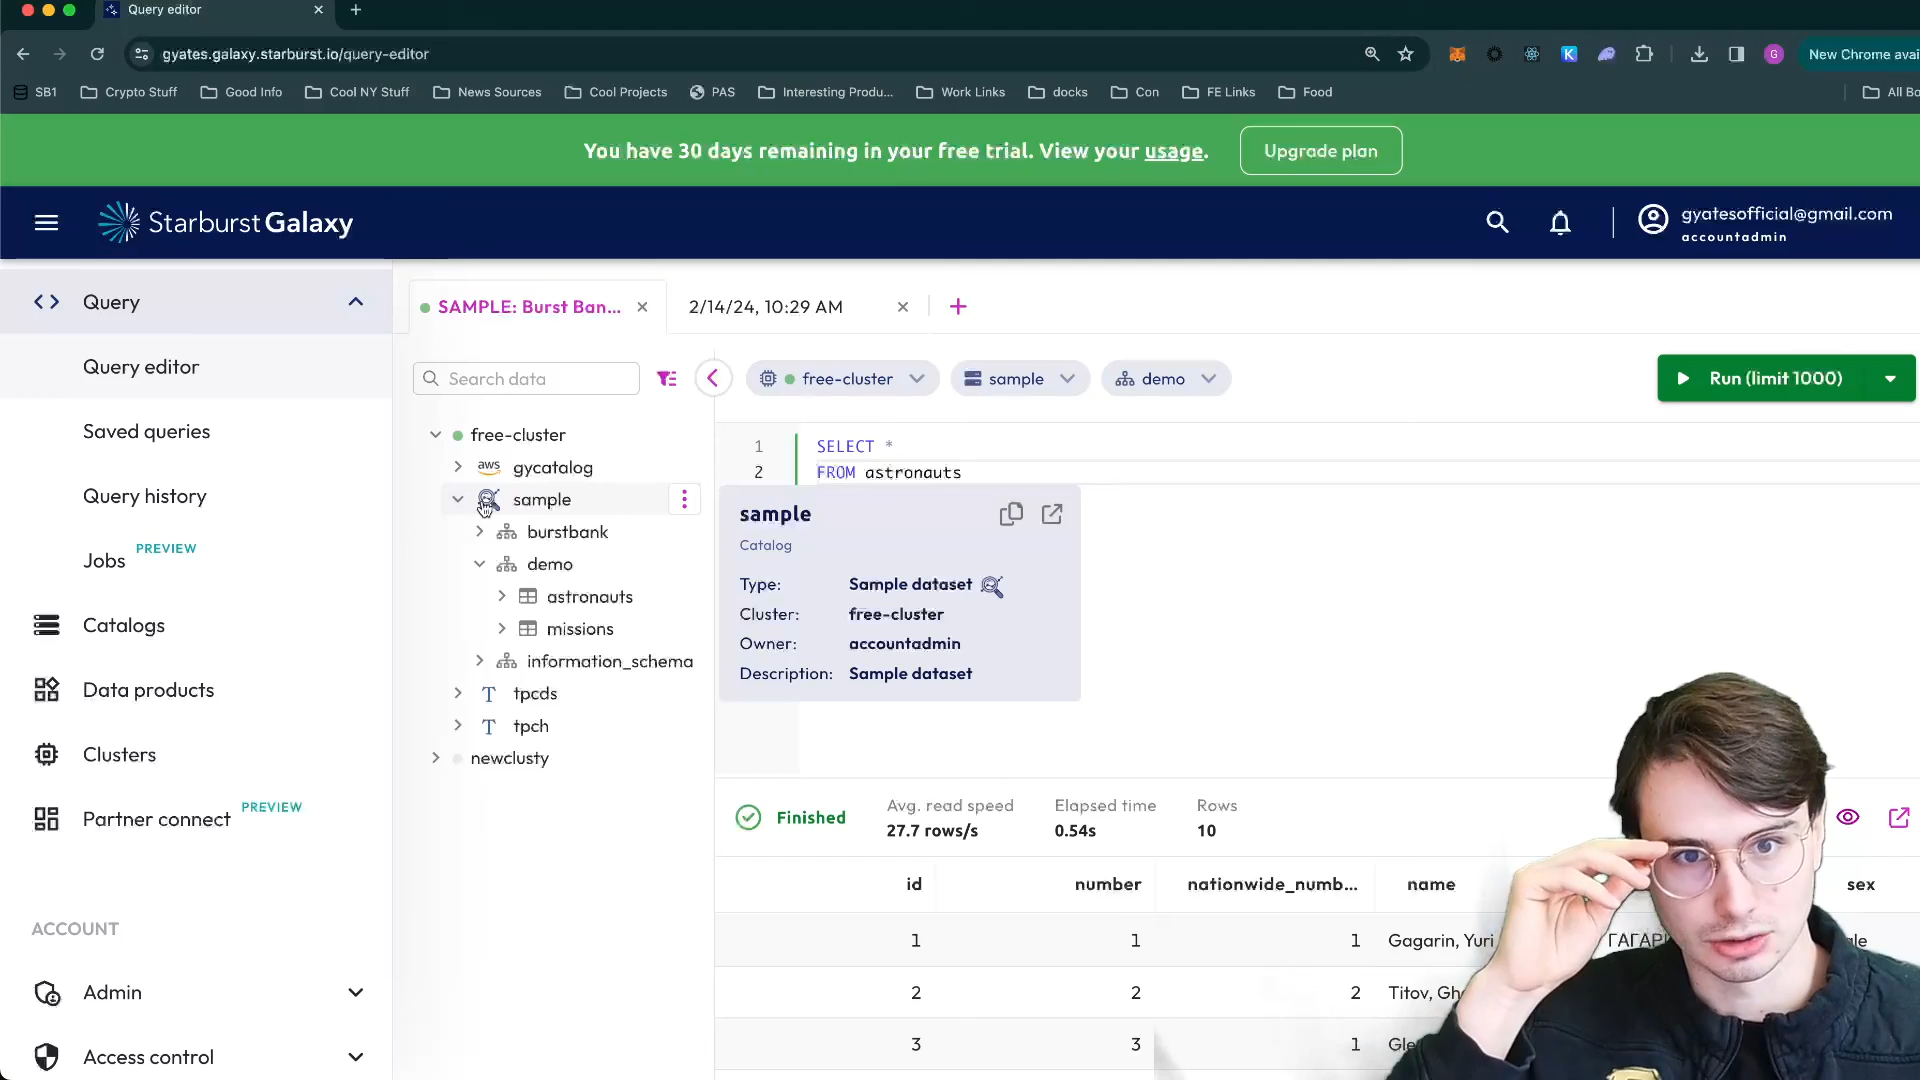 Query editor
gyates.galaxy.starburst.io/query-editor
New Chrome avai
SB1
Crypto Stuff
Good Info
Cool NY Stuff
News Sources
Cool Projects
PAS
Interesting Produ...
Work Links
docks
Con
FE Links
Food
All Bo
You have 30 days remaining in your free trial. View your usage.
Upgrade plan
Starburst Galaxy
gyatesofficial@gmail.com
accountadmin
Query
Query editor
Saved queries
Query history
Jobs PREVIEW
Catalogs
Data products
Clusters
Partner connect PREVIEW
ACCOUNT
Admin
Access control
SAMPLE: Burst Ban...
2/14/24, 10:29 AM
Search data
free-cluster
sample
demo
Run (limit 1000)
free-cluster
aws gycatalog
sample
burstbank
demo
astronauts
missions
information_schema
T tpcds
T tpch
newclusty
1 SELECT *
2 FROM astronauts
sample
Catalog
Type: Sample dataset
Cluster: free-cluster
Owner: accountadmin
Description: Sample dataset
Finished
Avg. read speed
27.7 rows/s
Elapsed time
0.54s
Rows
10
id number nationwide_numb... name sex
1 1 1 Gagarin, Yuri
2 2 2 Titov,
3 3 1